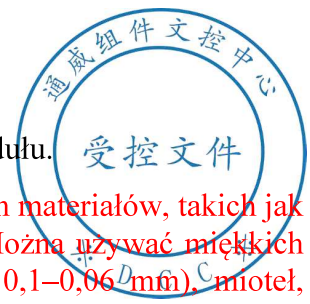 通威组件文控中心
dułu.
受控文件
h materiałów, takich jak
Można używać miękkich
0,1–0,06 mm), mioteł,
※ D G C ※